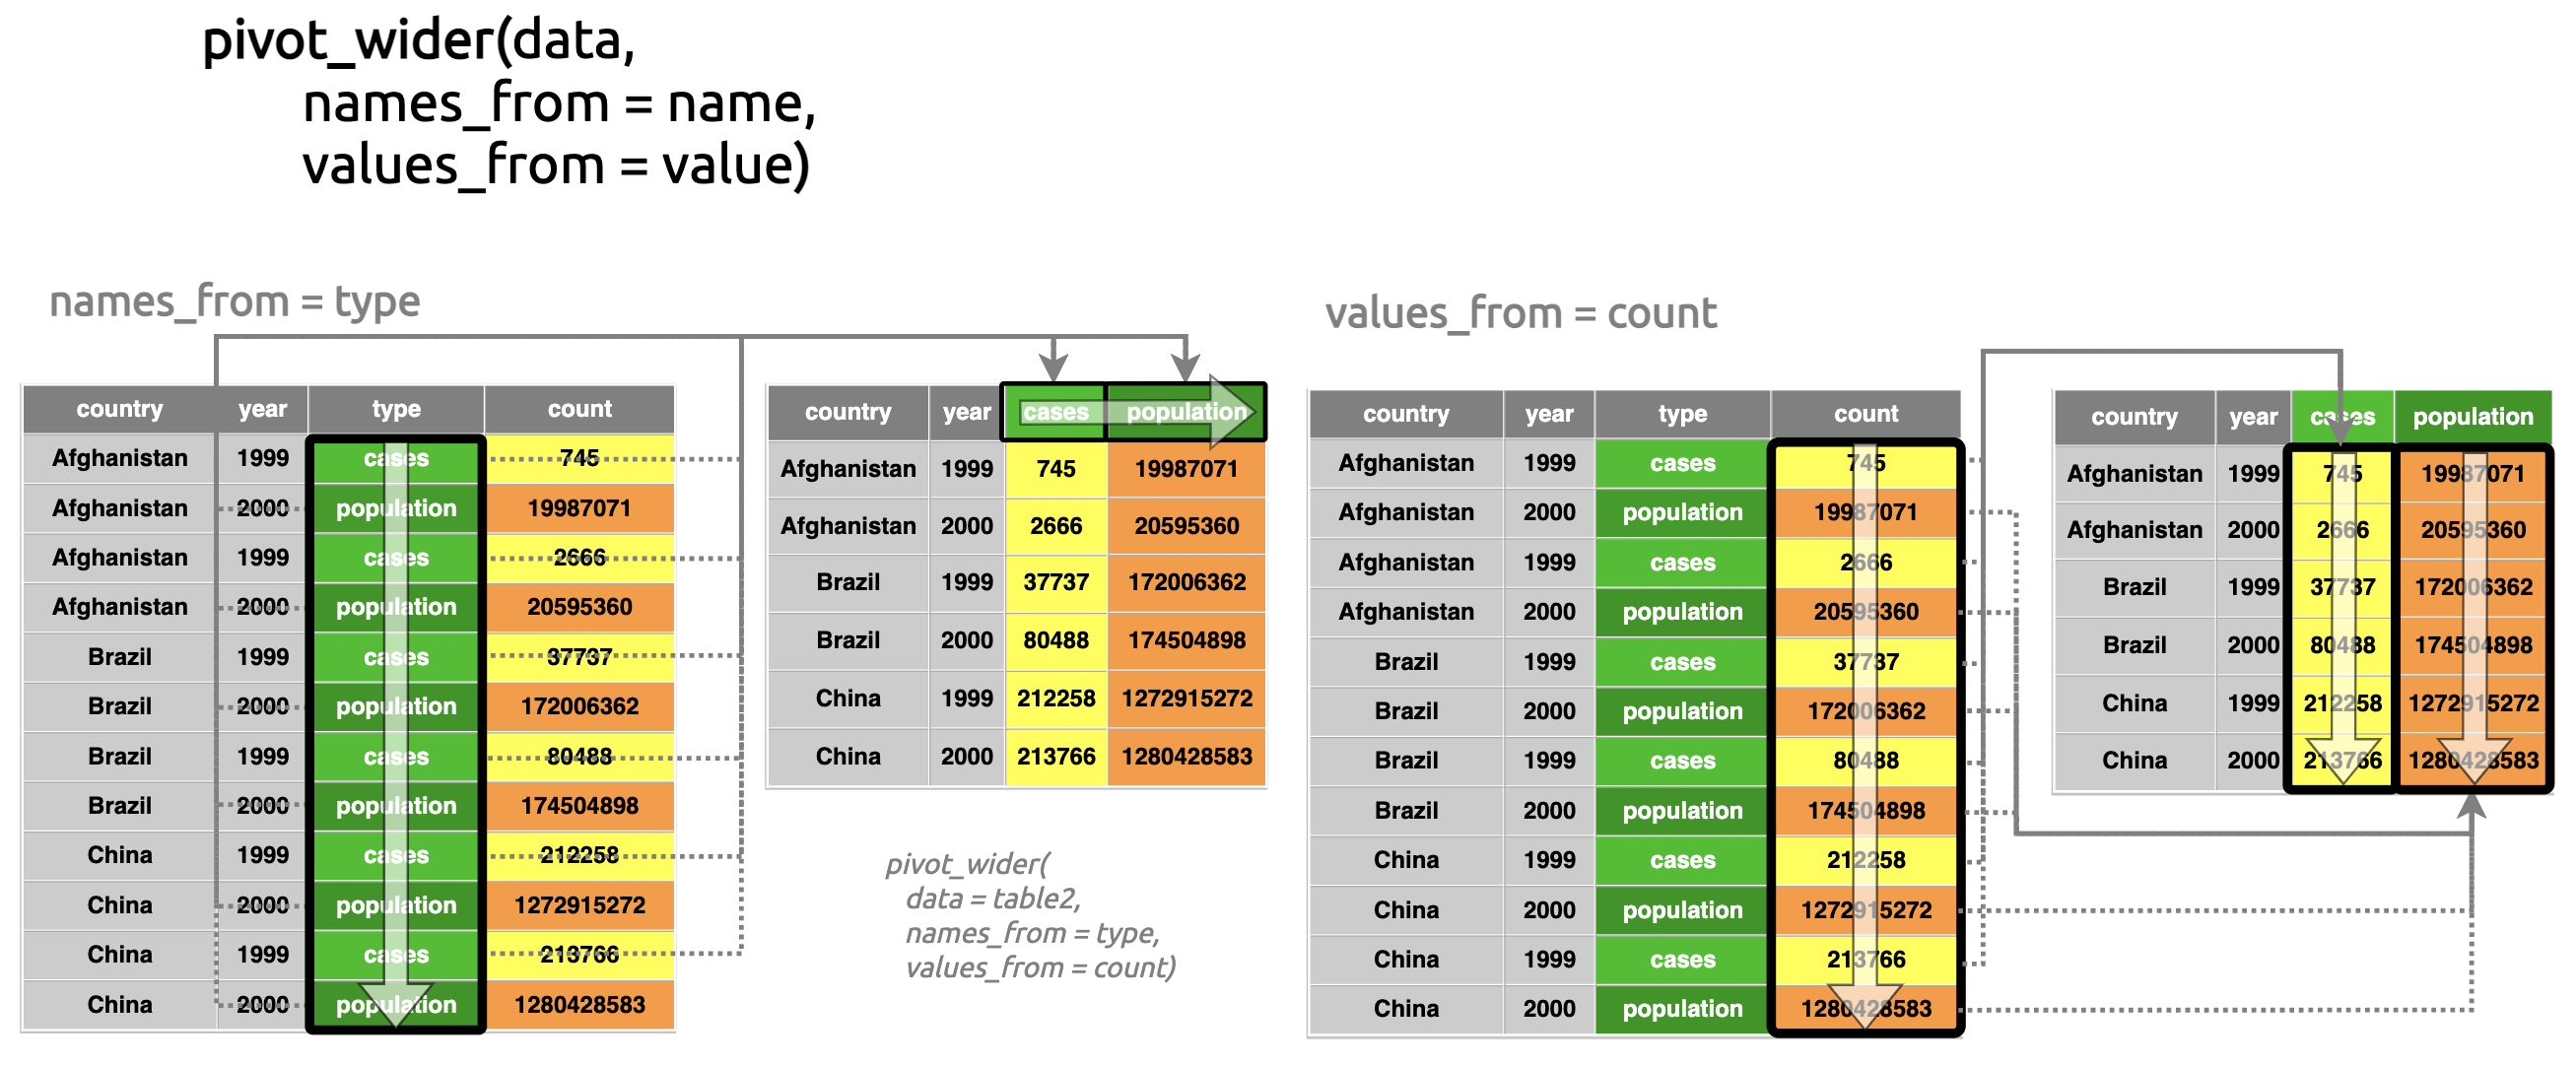 pivot_wider(data,
names_from = name,
values_from = value)
names_from = type
country year type count
Afghanistan 1999 cases 745
Afghanistan 2000 population 19987071
Afghanistan 1999 cases 2666
Afghanistan 2000 population 20595360
Brazil 1999 cases 37737
Brazil 2000 population 172006362
Brazil 1999 cases 80488
Brazil 2000 population 174504898
China 1999 cases 212258
China 2000 population 1272915272
China 1999 cases 213766
China 2000 population 1280428583
country year cases population
Afghanistan 1999 745 19987071
Afghanistan 2000 2666 20595360
Brazil 1999 37737 172006362
Brazil 2000 80488 174504898
China 1999 212258 1272915272
China 2000 213766 1280428583
pivot_wider(
data = table2,
names_from = type,
values_from = count)
values_from = count
country year type count
Afghanistan 1999 cases 745
Afghanistan 2000 population 19987071
Afghanistan 1999 cases 2666
Afghanistan 2000 population 20595360
Brazil 1999 cases 37737
Brazil 2000 population 172006362
Brazil 1999 cases 80488
Brazil 2000 population 174504898
China 1999 cases 212258
China 2000 population 1272915272
China 1999 cases 213766
China 2000 population 1280428583
country year cases population
Afghanistan 1999 745 19987071
Afghanistan 2000 2666 20595360
Brazil 1999 37737 172006362
Brazil 2000 80488 174504898
China 1999 212258 1272915272
China 2000 213766 1280428583